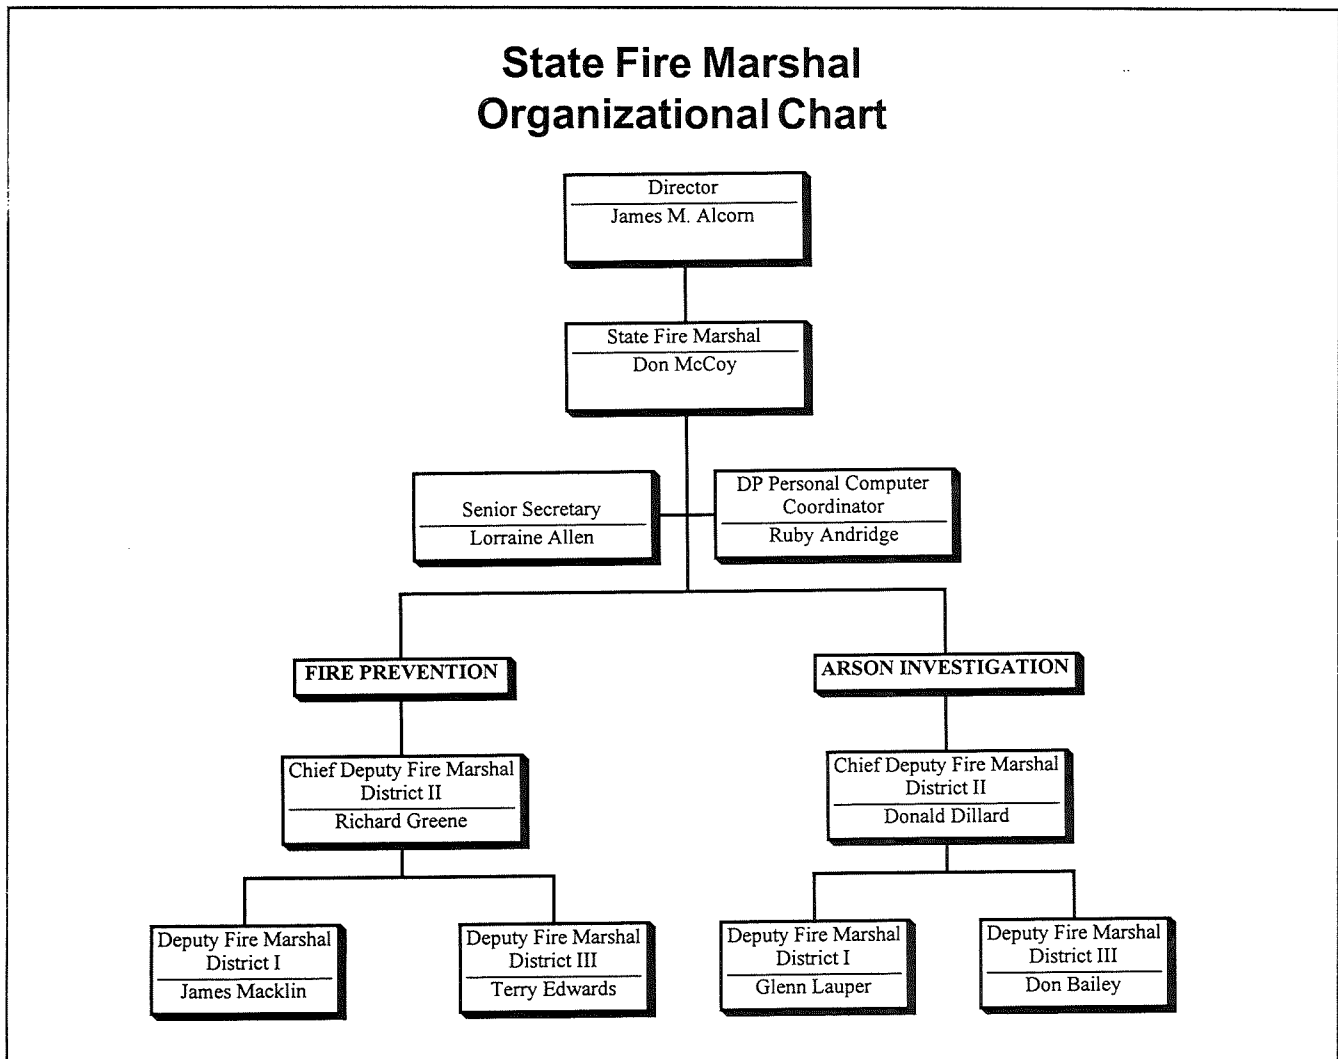 State Fire Marshal
Organizational Chart
Director
James M. Alcorn
State Fire Marshal
Don McCoy
Senior Secretary
Lorraine Allen
DP Personal Computer
Coordinator
Ruby Andridge
FIRE PREVENTION
ARSON INVESTIGATION
Chief Deputy Fire Marshal
District II
Richard Greene
Chief Deputy Fire Marshal
District II
Donald Dillard
Deputy Fire Marshal
District I
James Macklin
Deputy Fire Marshal
District III
Terry Edwards
Deputy Fire Marshal
District I
Glenn Lauper
Deputy Fire Marshal
District III
Don Bailey